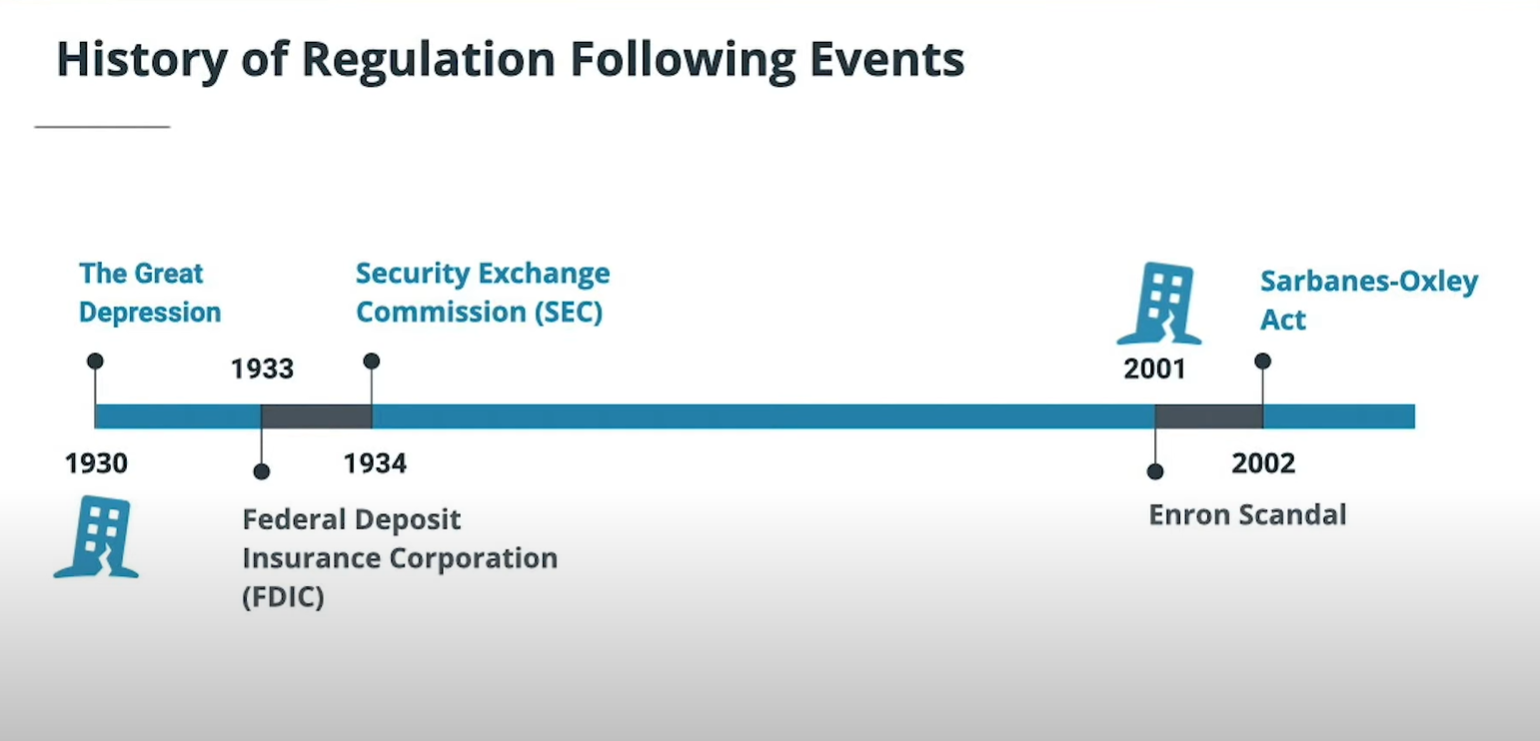 History of Regulation Following Events
The Great
Depression
Security Exchange
Commission (SEC)
Sarbanes-Oxley
Act
1933
2001
1930
1934
2002
Federal Deposit
Insurance Corporation
(FDIC)
Enron Scandal